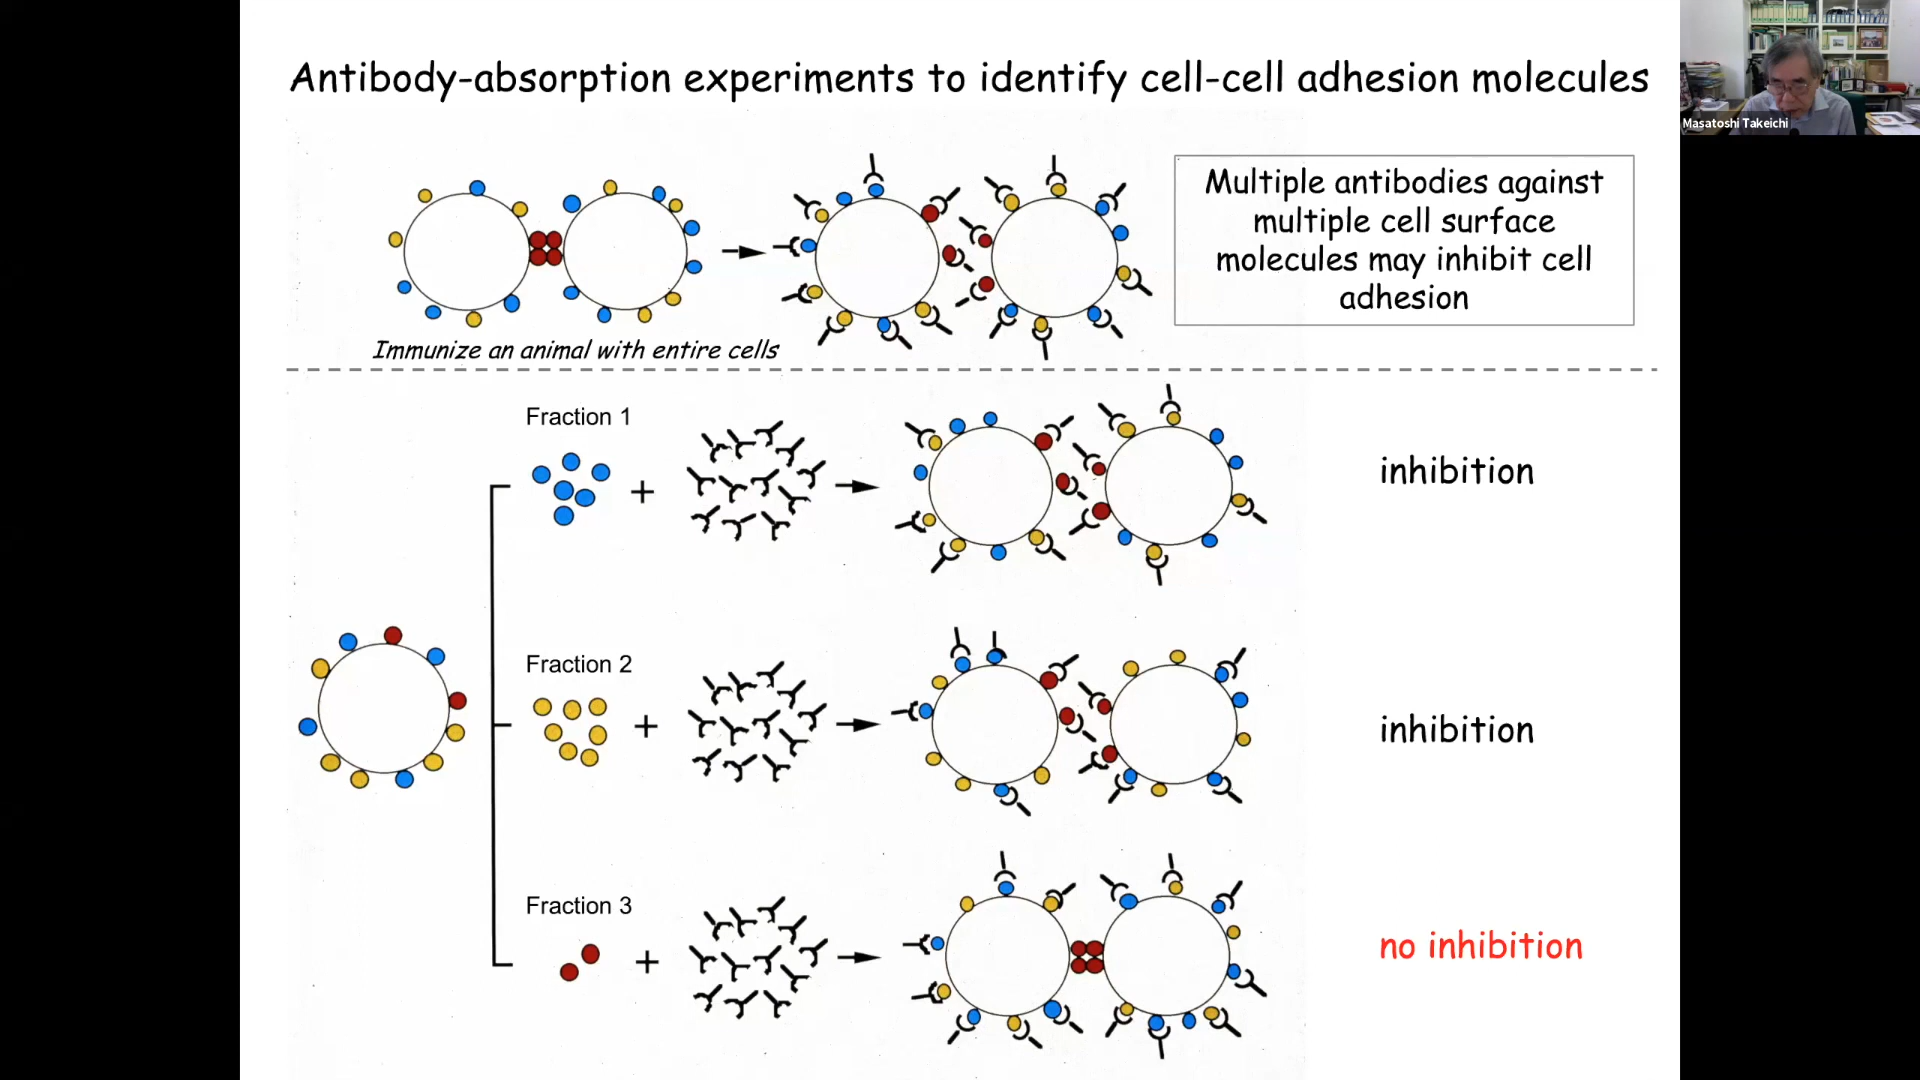 Antibody-absorption experiments to identify cell-cell adhesion molecules
Masatoshi Takeichi
Multiple antibodies against
multiple cell surface
molecules may inhibit cell
adhesion
Immunize an animal with entire cells
Fraction 1
+
inhibition
Fraction 2
+
inhibition
Fraction 3
+
no inhibition